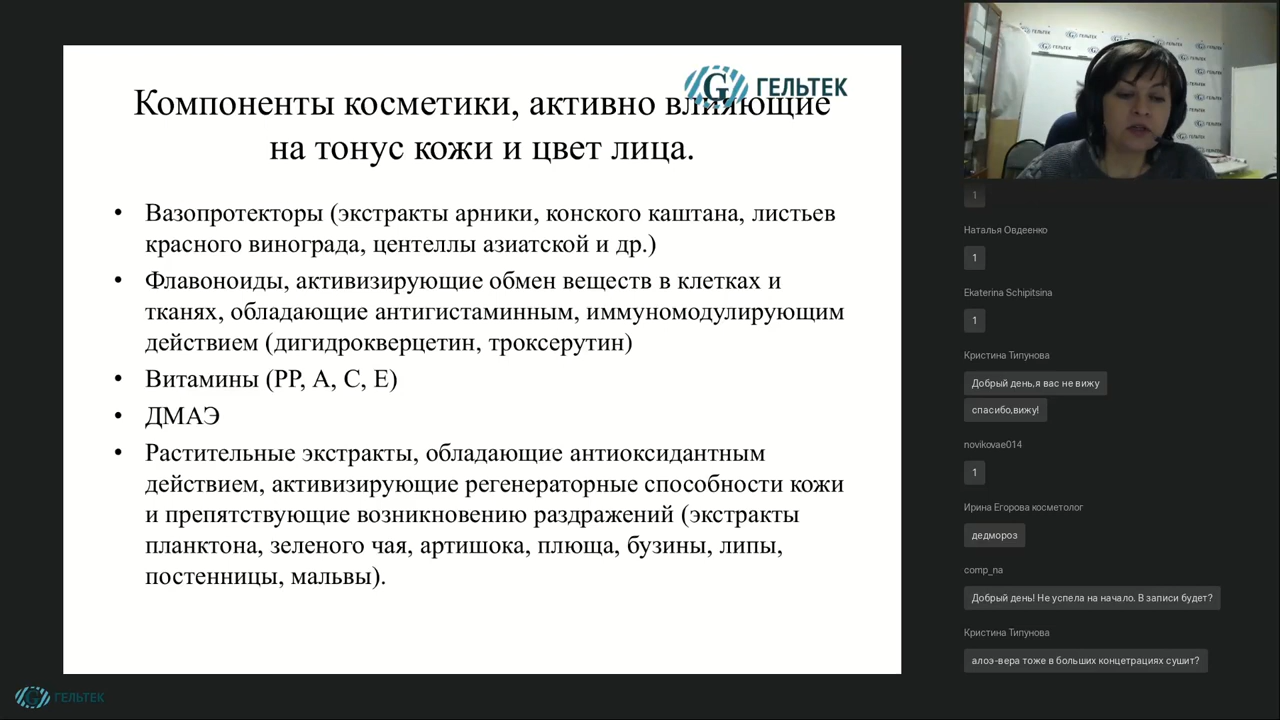 ГЕЛЬТЕК
Компоненты косметики, активно влияющие
на тонус кожи и цвет лица.
• Вазопротекторы (экстракты арники, конского каштана, листьев
красного винограда, центеллы азиатской и др.)
• Флавоноиды, активизирующие обмен веществ в клетках и
тканях, обладающие антигистаминным, иммуномодулирующим
действием (дигидрокверцетин, троксерутин)
• Витамины (РР, А, С, Е)
• ДМАЭ
• Растительные экстракты, обладающие антиоксидантным
действием, активизирующие регенераторные способности кожи
и препятствующие возникновению раздражений (экстракты
планктона, зеленого чая, артишока, плюща, бузины, липы,
постенницы, мальвы).
ГЕЛЬТЕК
1
Наталья Овдеенко
1
Ekaterina Schipitsina
1
Кристина Типунова
Добрый день,я вас не вижу
спасибо,вижу!
novikovae014
1
Ирина Егорова косметолог
дедмороз
comp_na
Добрый день! Не успела на начало. В записи будет?
Кристина Типунова
алоэ-вера тоже в больших концетрациях сушит?